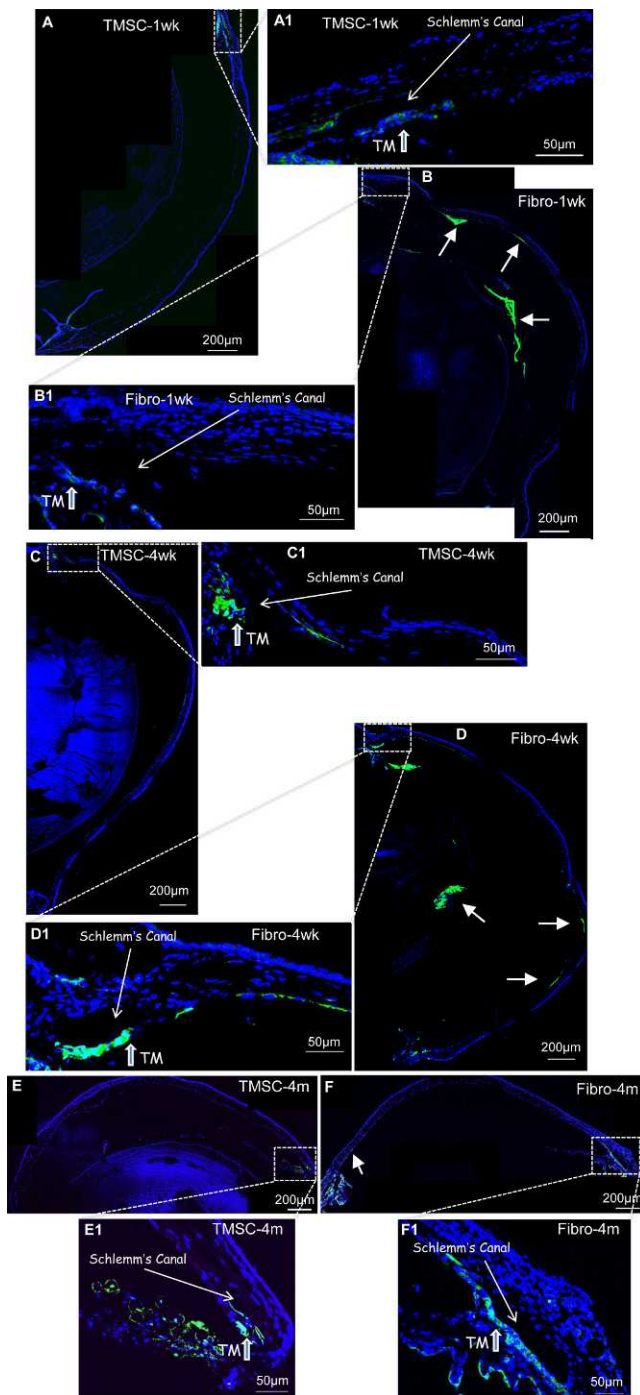 A TMSC-1wk
200µm
A1 TMSC-1wk
Schlemm's Canal
TM
50µm
B
Fibro-1wk
200µm
B1 Fibro-1wk
Schlemm's Canal
TM
50µm
C TMSC-4wk
200µm
C1 TMSC-4wk
Schlemm's Canal
TM
50µm
D
Fibro-4wk
200µm
D1
Schlemm's Canal
Fibro-4wk
TM
50µm
E TMSC-4m
200µm
F Fibro-4m
200µm
E1 TMSC-4m
Schlemm's Canal
TM
50µm
F1 Fibro-4m
Schlemm's Canal
TM
50µm